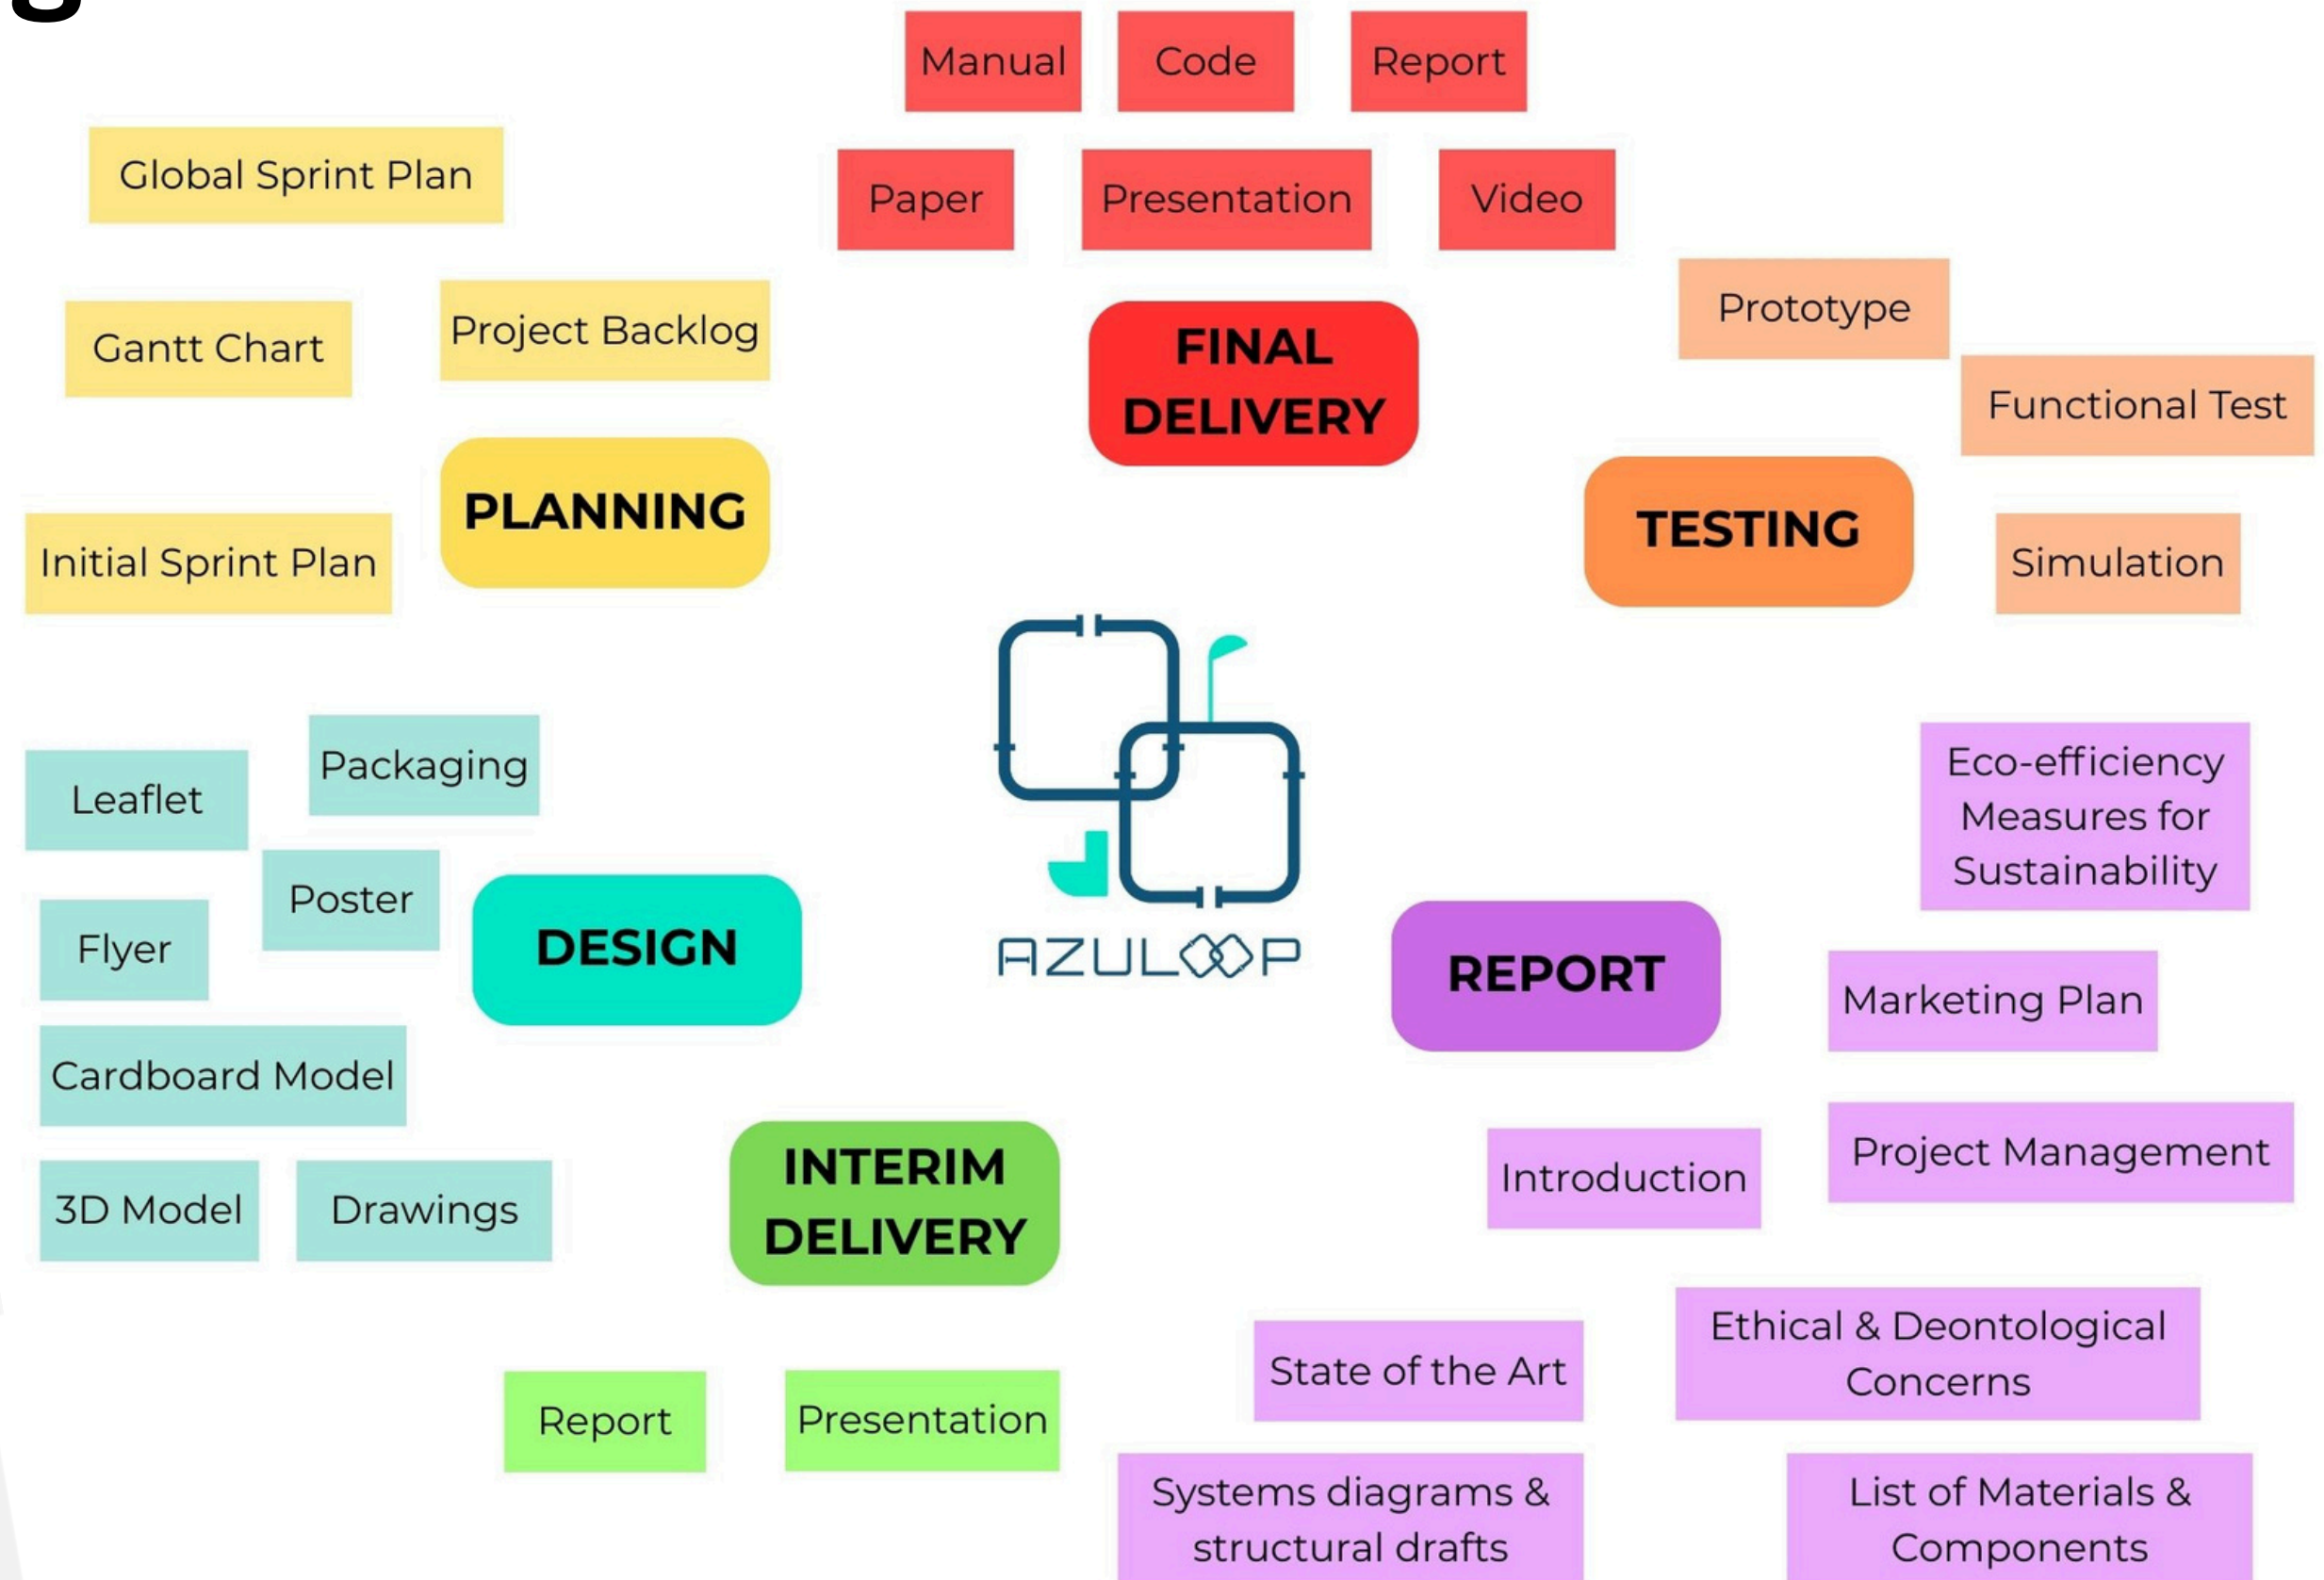 Manual
Code
Report
Paper
Presentation
Video
FINAL
DELIVERY
Global Sprint Plan
Gantt Chart
Project Backlog
Initial Sprint Plan
PLANNING
Prototype
Functional Test
Simulation
TESTING
Leaflet
Packaging
Poster
Flyer
Cardboard Model
3D Model
Drawings
DESIGN
AZULOOP
REPORT
Eco-efficiency
Measures for
Sustainability
Marketing Plan
Project Management
Introduction
Ethical & Deontological
Concerns
State of the Art
Systems diagrams &
structural drafts
List of Materials &
Components
INTERIM
DELIVERY
Report
Presentation